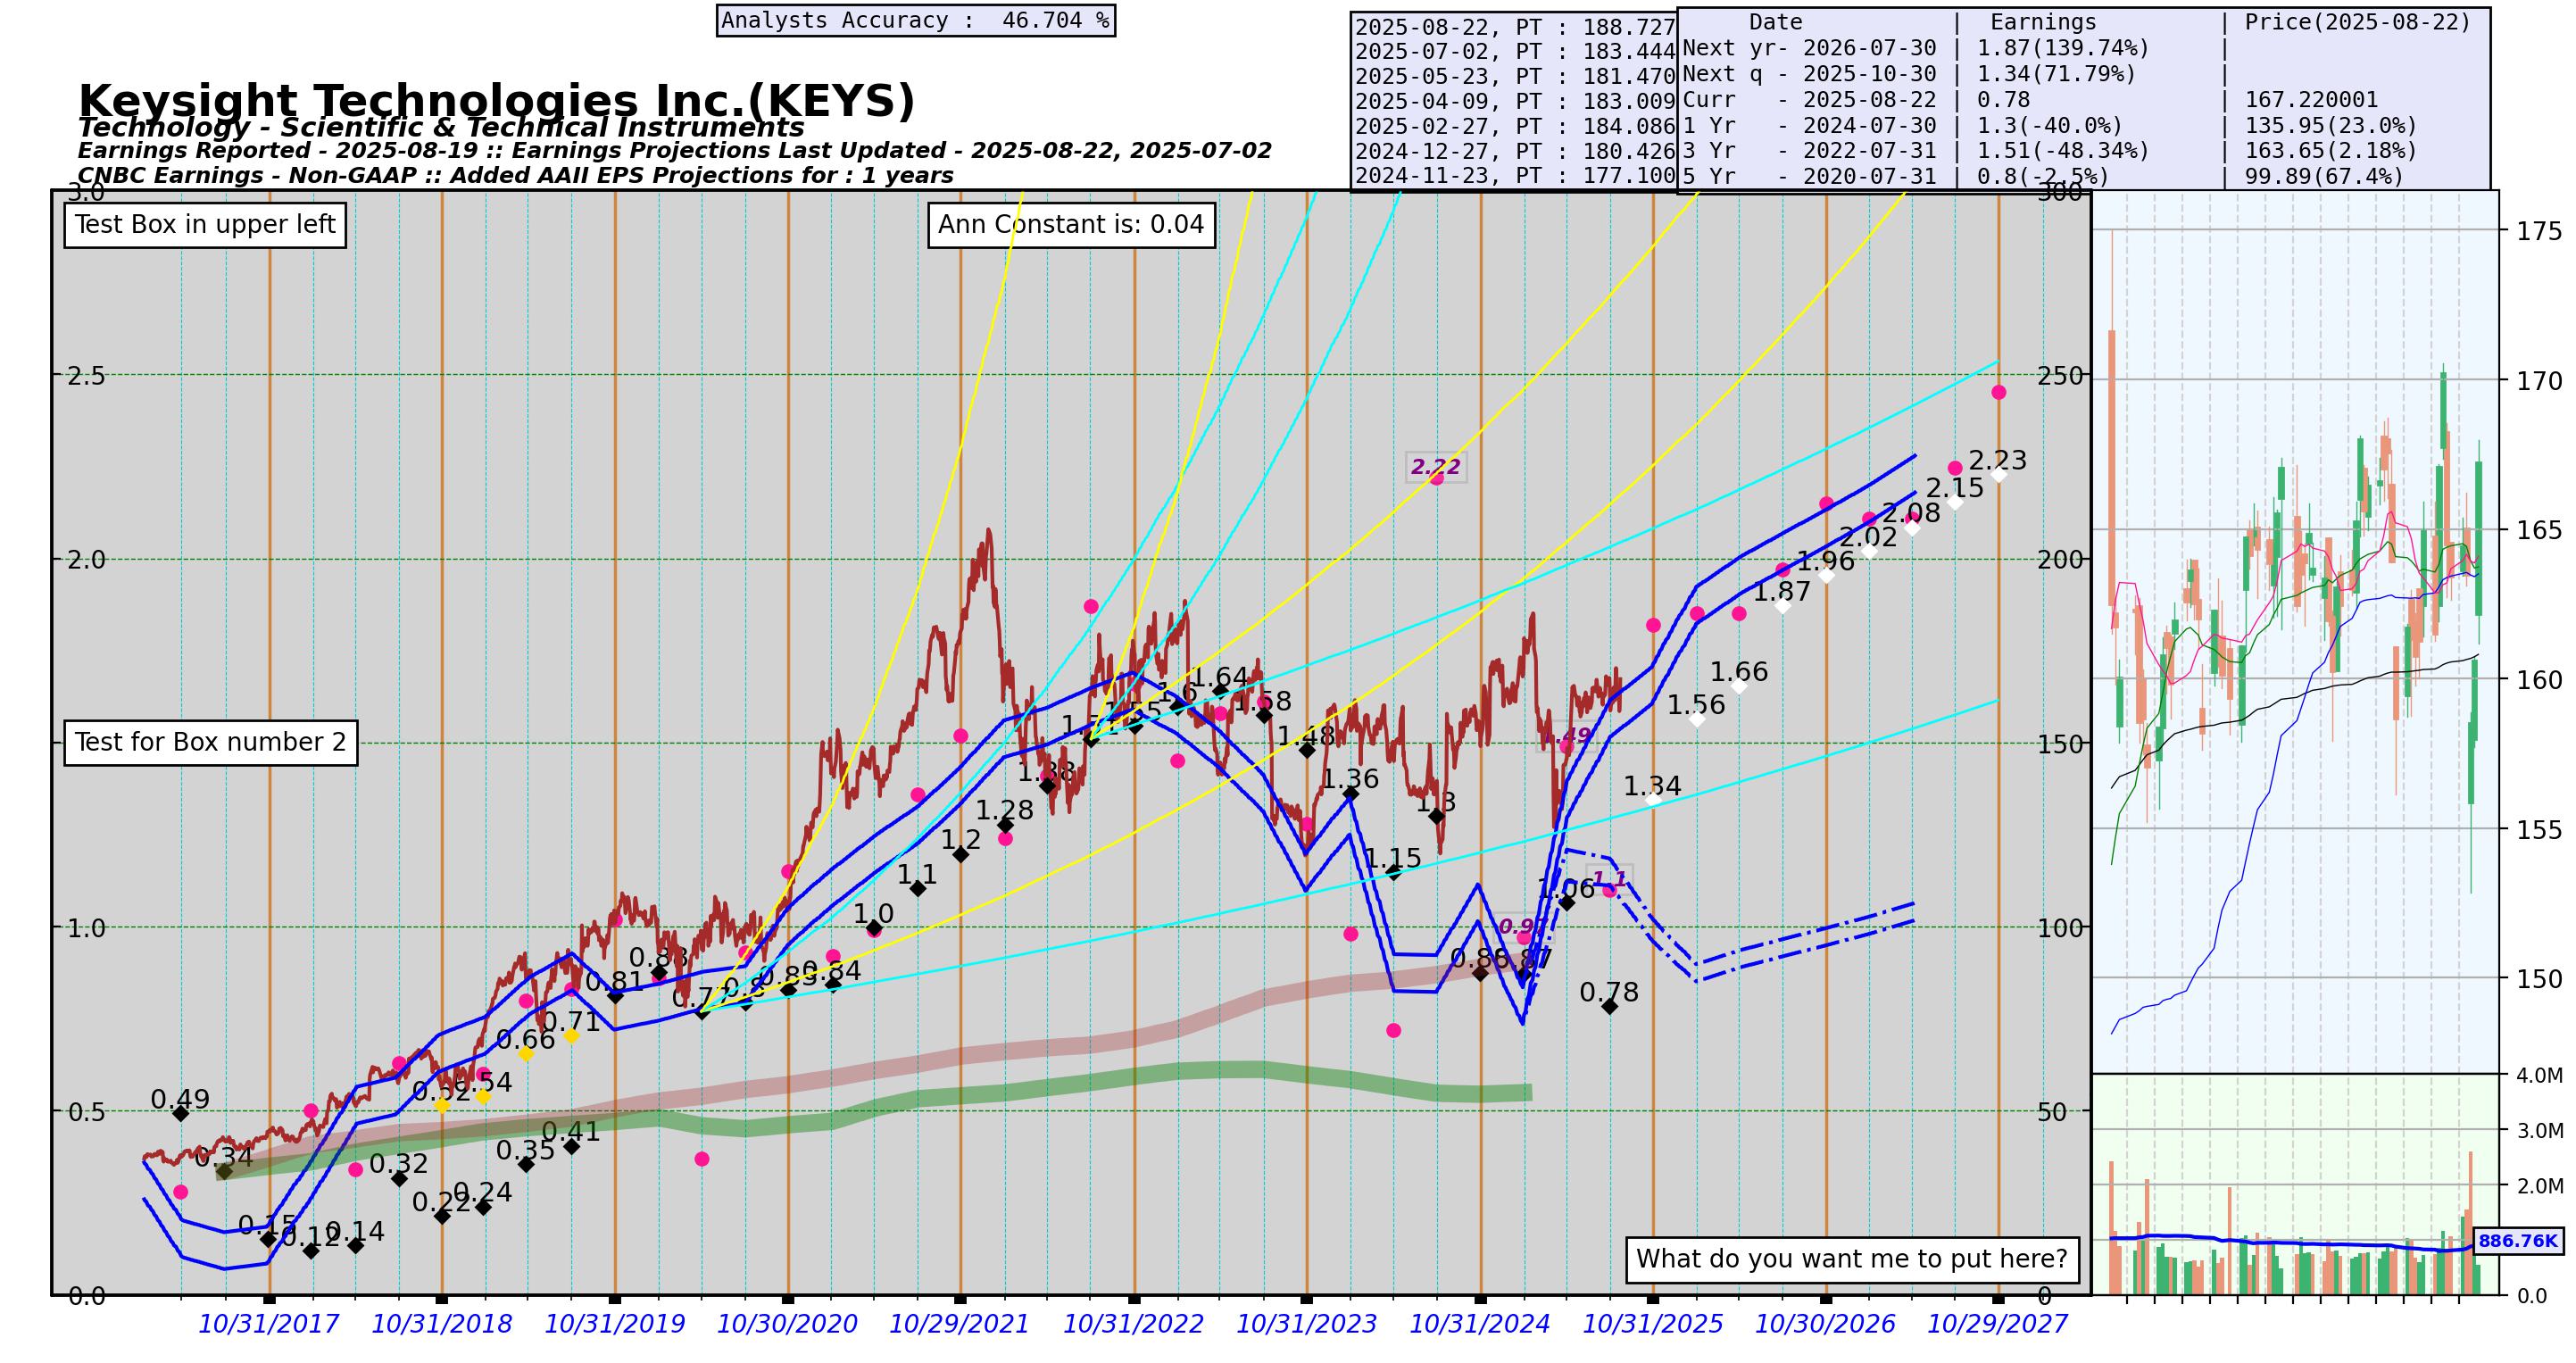 Analysts Accuracy :  46.704 %
2025-08-22, PT : 188.727
2025-07-02, PT : 183.444
2025-05-23, PT : 181.470
2025-04-09, PT : 183.009
2025-02-27, PT : 184.086
2024-12-27, PT : 180.426
2024-11-23, PT : 177.100
Date | Earnings | Price(2025-08-22)
Next yr- 2026-07-30 | 1.87(139.74%) |
Next q - 2025-10-30 | 1.34(71.79%) |
Curr - 2025-08-22 | 0.78 | 167.220001
1 Yr - 2024-07-30 | 1.3(-40.0%) | 135.95(23.0%)
3 Yr - 2022-07-31 | 1.51(-48.34%) | 163.65(2.18%)
5 Yr - 2020-07-31 | 0.8(-2.5%) | 99.89(67.4%)
Keysight Technologies Inc.(KEYS)
Technology - Scientific & Technical Instruments
Earnings Reported - 2025-08-19 :: Earnings Projections Last Updated - 2025-08-22, 2025-07-02
CNBC Earnings - Non-GAAP :: Added AAII EPS Projections for : 1 years
Test Box in upper left
Ann Constant is: 0.04
Test for Box number 2
What do you want me to put here?
3.0
2.5
2.0
1.0
0.5
0.0
300
250
200
150
100
50
0
175
170
165
160
155
150
4.0M
3.0M
2.0M
886.76K
0.0
0.49
0.34
0.15
0.12
0.14
0.32
0.22
0.24
0.35
0.41
0.54
0.66
0.71
0.81
0.88
0.84
1.0
1.1
1.2
1.28
1.38
1.6
1.64
1.58
1.48
1.36
1.15
1.3
2.22
1.06
1.1
0.78
1.49
1.34
1.56
1.66
1.87
1.96
2.02
2.08
2.15
2.23
10/31/2017
10/31/2018
10/31/2019
10/30/2020
10/29/2021
10/31/2022
10/31/2023
10/31/2024
10/31/2025
10/30/2026
10/29/2027